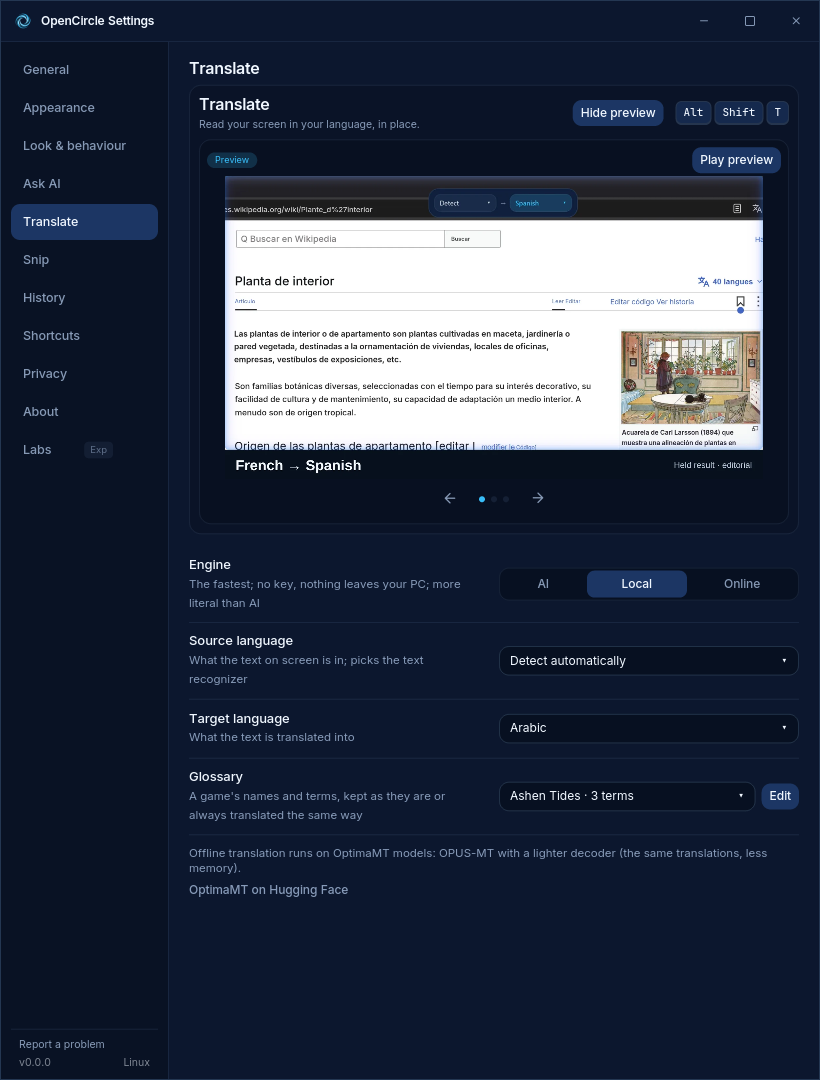 OpenCircle Settings
General
Appearance
Look & behaviour
Ask AI
Translate
Snip
History
Shortcuts
Privacy
About
Labs Exp
Report a problem
v0.0.0 Linux
Translate
Translate
Read your screen in your language, in place.
Hide preview Alt Shift T
Preview
Play preview
Detect → Spanish
es.wikipedia.org/wiki/Plante_d%27interior
Buscar en Wikipedia Buscar
Planta de interior
40 langues
Artículo Leer Editar Editar código Ver historia
Las plantas de interior o de apartamento son plantas cultivadas en maceta, jardinería o
pared vegetada, destinadas a la ornamentación de viviendas, locales de oficinas,
empresas, vestíbulos de exposiciones, etc.
Son familias botánicas diversas, seleccionadas con el tiempo para su interés decorativo, su
facilidad de cultura y de mantenimiento, su capacidad de adaptación un medio interior. A
menudo son de origen tropical.
Acuarela de Carl Larsson (1894) que
muestra una alineación de plantas en
Origen de las plantas de apartamento [editar | modifier le Código]
French → Spanish
Held result · editorial
Engine
The fastest; no key, nothing leaves your PC; more
literal than AI
AI Local Online
Source language
What the text on screen is in; picks the text
recognizer
Detect automatically
Target language
What the text is translated into
Arabic
Glossary
A game's names and terms, kept as they are or
always translated the same way
Ashen Tides · 3 terms
Edit
Offline translation runs on OptimaMT models: OPUS-MT with a lighter decoder (the same translations, less
memory).
OptimaMT on Hugging Face